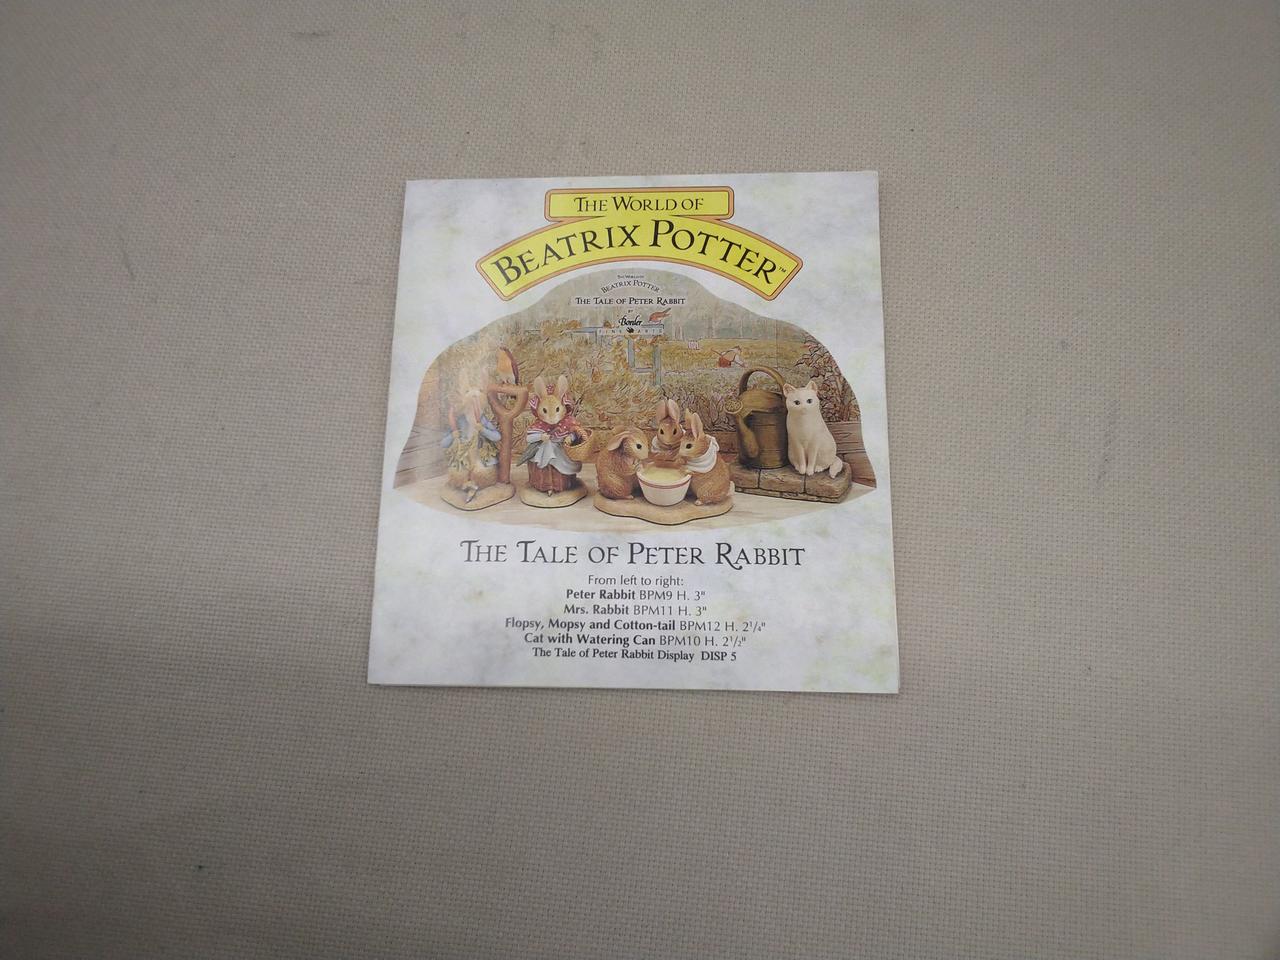 THE WORLD OF
BEATRIX POTTER™
THE WORLD OF
BEATRIX POTTER
THE TALE OF PETER RABBIT
BY
Border
FINE ARTS
THE TALE OF PETER RABBIT
From left to right:
Peter Rabbit BPM9 H. 3"
Mrs. Rabbit BPM11 H. 3"
Flopsy, Mopsy and Cotton-tail BPM12 H. 2¹/₄"
Cat with Watering Can BPM10 H. 2¹/₂"
The Tale of Peter Rabbit Display DISP 5